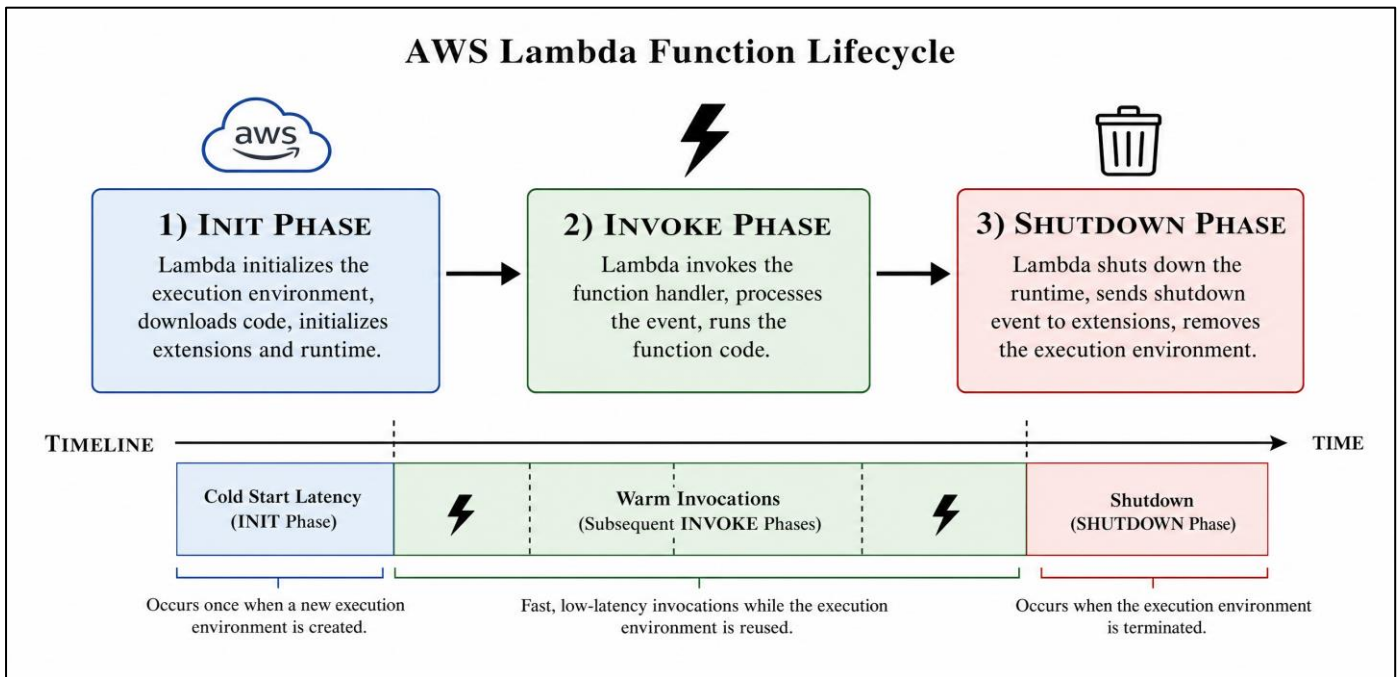 AWS Lambda Function Lifecycle
aws
1) INIT PHASE
Lambda initializes the
execution environment,
downloads code, initializes
extensions and runtime.
2) INVOKE PHASE
Lambda invokes the
function handler, processes
the event, runs the
function code.
3) SHUTDOWN PHASE
Lambda shuts down the
runtime, sends shutdown
event to extensions, removes
the execution environment.
TIMELINE
TIME
Cold Start Latency
(INIT Phase)
Warm Invocations
(Subsequent INVOKE Phases)
Shutdown
(SHUTDOWN Phase)
Occurs once when a new execution
environment is created.
Fast, low-latency invocations while the execution
environment is reused.
Occurs when the execution environment
is terminated.